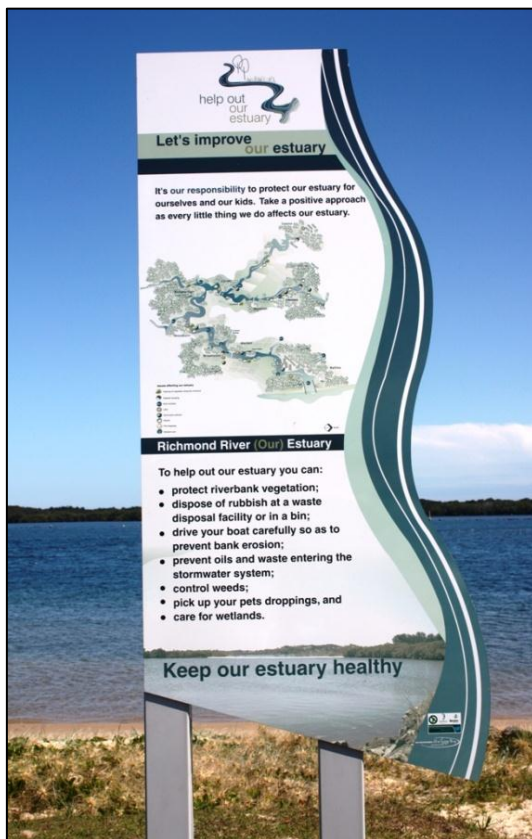 help out
our
estuary
Let's improve
our estuary
It's our responsibility to protect our estuary for
ourselves and our kids. Take a positive approach
as every little thing we do affects our estuary.
Richmond River (Our) Estuary
To help out our estuary you can:
• protect riverbank vegetation;
• dispose of rubbish at a waste
disposal facility or in a bin;
• drive your boat carefully so as to
prevent bank erosion;
• prevent oils and waste entering the
stormwater system;
• control weeds;
• pick up your pets droppings, and
• care for wetlands.
Keep our estuary healthy